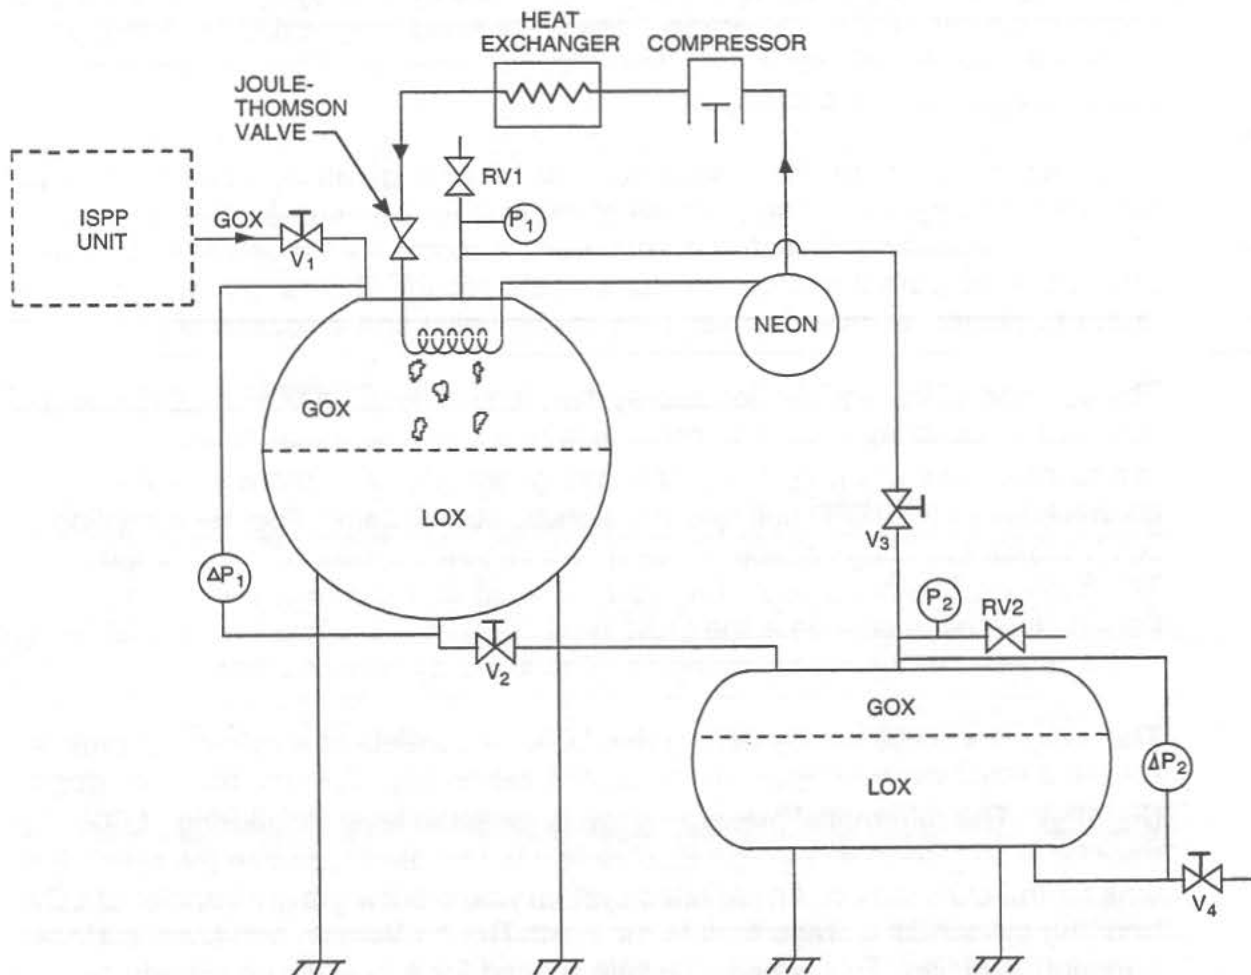 HEAT
EXCHANGER
COMPRESSOR
JOULE-
THOMSON
VALVE
RV1
P1
ISPP
UNIT
GOX
V1
NEON
GOX
LOX
V3
ΔP1
P2
RV2
V2
GOX
ΔP2
LOX
V4